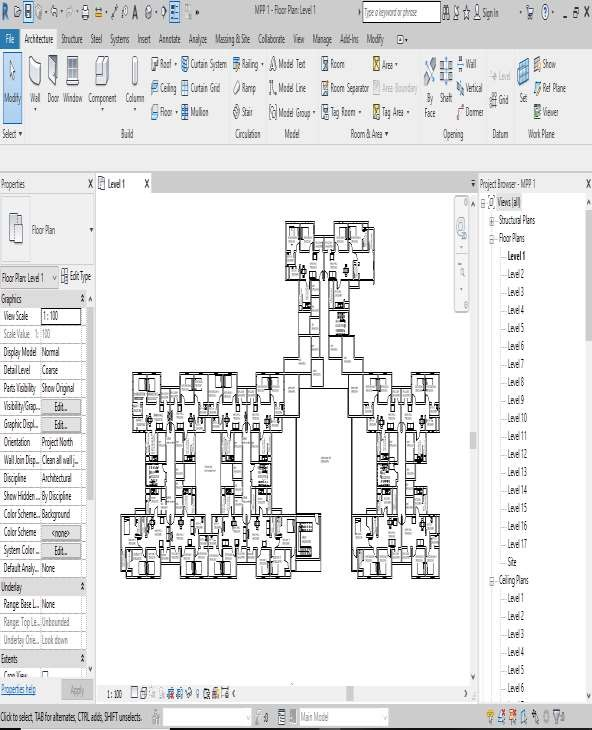 MPP 1 - Floor Plan: Level 1
Type a keyword or phrase
Sign In
File Architecture Structure Steel Systems Insert Annotate Analyze Massing & Site Collaborate View Manage Add-Ins Modify
Modify Wall Door Window Component Column
Roof Curtain System
Ceiling Curtain Grid
Floor Mullion
Railing Model Text
Ramp Model Line
Stair Model Group
Room Area
Room Separator Area Boundary
Tag Room Tag Area
By Face Shaft Wall
Vertical
Dormer
Level
Grid
Set Show
Ref Plane
Viewer
Select Build Circulation Model Room & Area Opening Datum Work Plane
Properties X
Level 1 X
Project Browser - MPP 1 X
Floor Plan
Floor Plan: Level 1 Edit Type
Graphics
View Scale 1 : 100
Scale Value 1: 100
Display Model Normal
Detail Level Coarse
Parts Visibility Show Original
Visibility/Grap... Edit...
Graphic Displ... Edit...
Orientation Project North
Wall Join Disp... Clean all wall j...
Discipline Architectural
Show Hidden... By Discipline
Color Scheme... Background
Color Scheme <none>
System Color ... Edit...
Default Analy... None
Underlay
Range: Base L... None
Range: Top Le... Unbounded
Underlay Orie... Look down
Extents
Crop View
Properties help Apply
Views (all)
Structural Plans
Floor Plans
Level 1
Level 2
Level 3
Level 4
Level 5
Level 6
Level 7
Level 8
Level 9
Level 10
Level 11
Level 12
Level 13
Level 14
Level 15
Level 16
Level 17
Site
Ceiling Plans
Level 1
Level 2
Level 3
Level 4
Level 5
Level 6
1 : 100
Click to select, TAB for alternates, CTRL adds, SHIFT unselects.
:0
Main Model
:0